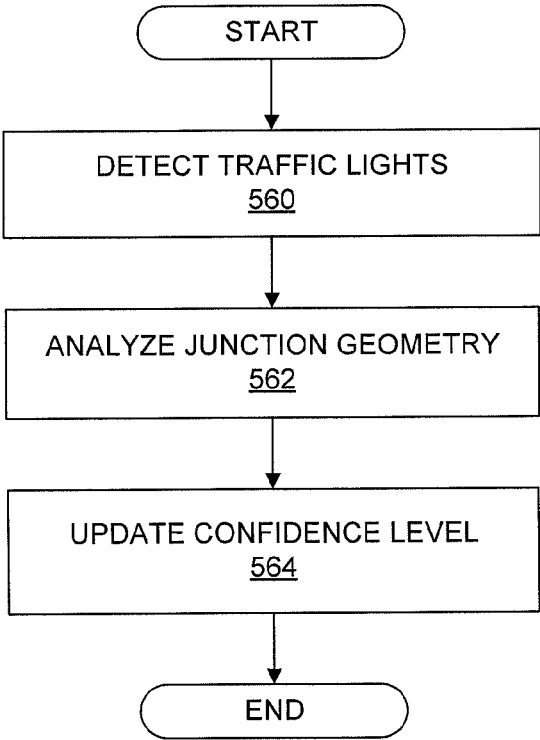 START
DETECT TRAFFIC LIGHTS
560
ANALYZE JUNCTION GEOMETRY
562
UPDATE CONFIDENCE LEVEL
564
END